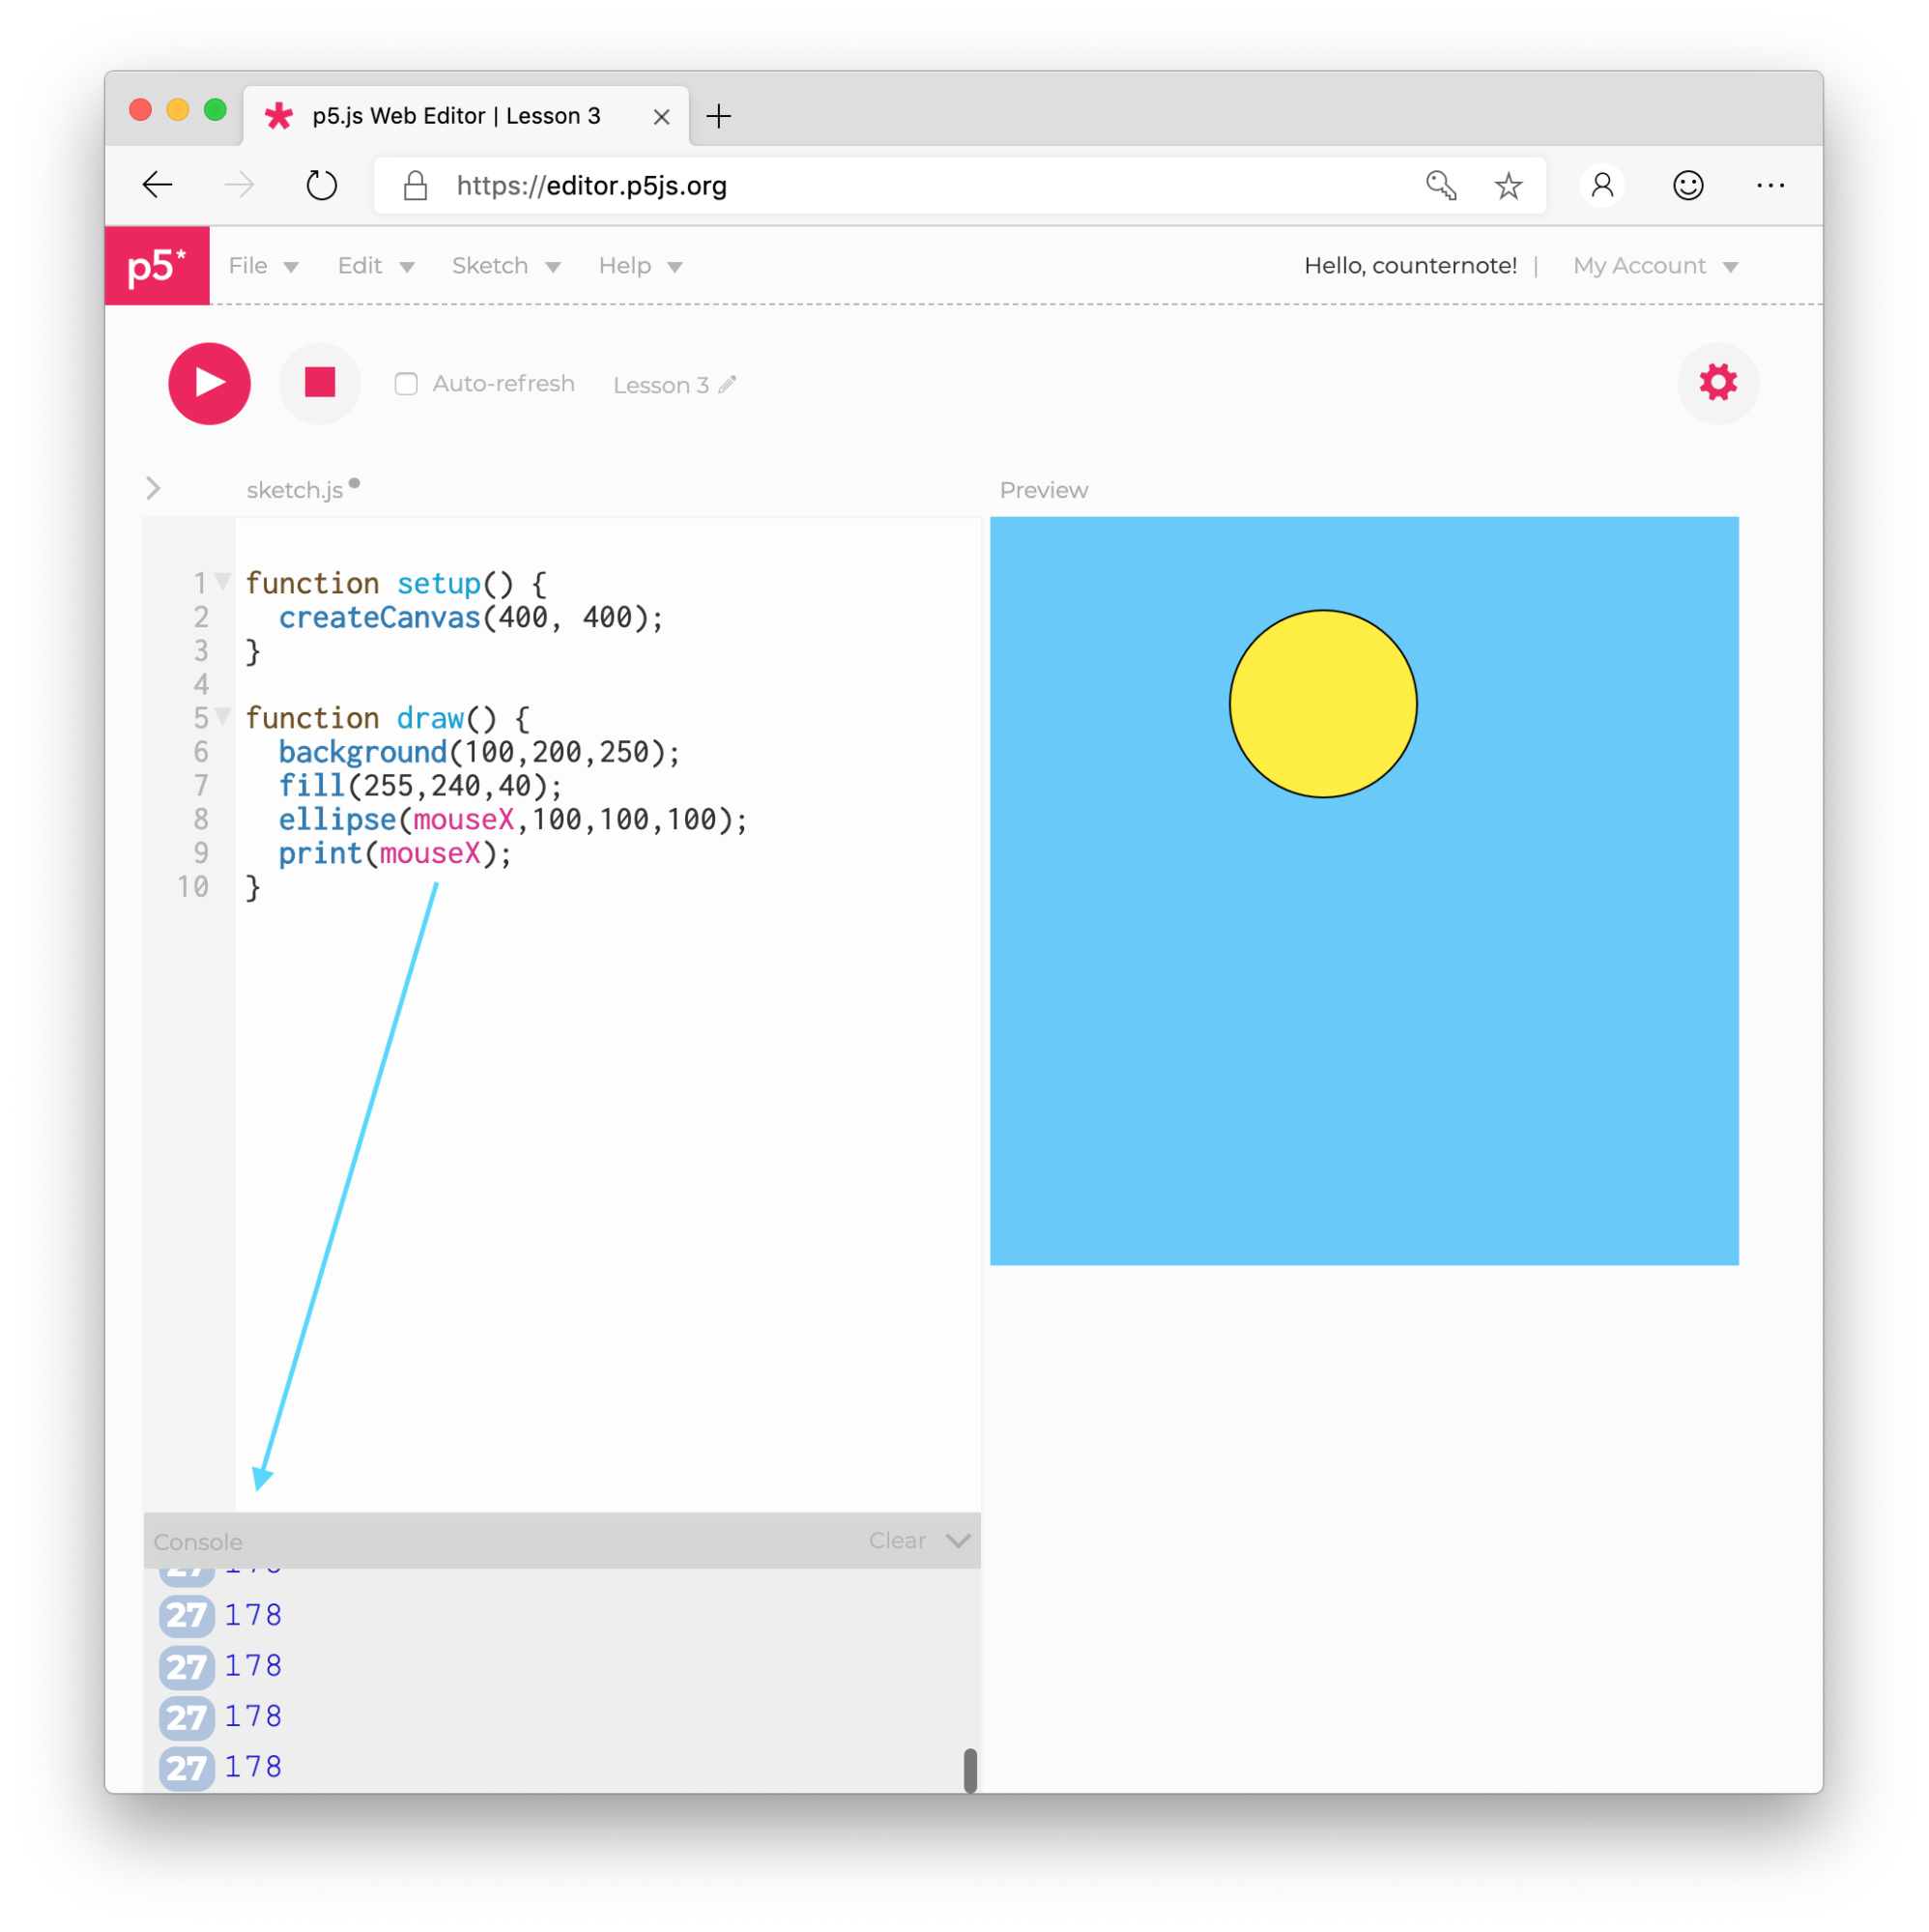 p5.js Web Editor | Lesson 3
https://editor.p5js.org
p5* File Edit Sketch Help Hello, counternote! | My Account
Auto-refresh Lesson 3
sketch.js Preview
1 function setup() {
2 createCanvas(400, 400);
3 }
4
5 function draw() {
6 background(100,200,250);
7 fill(255,240,40);
8 ellipse(mouseX,100,100,100);
9 print(mouseX);
10 }
Console Clear
27 178
27 178
27 178
27 178
27 178